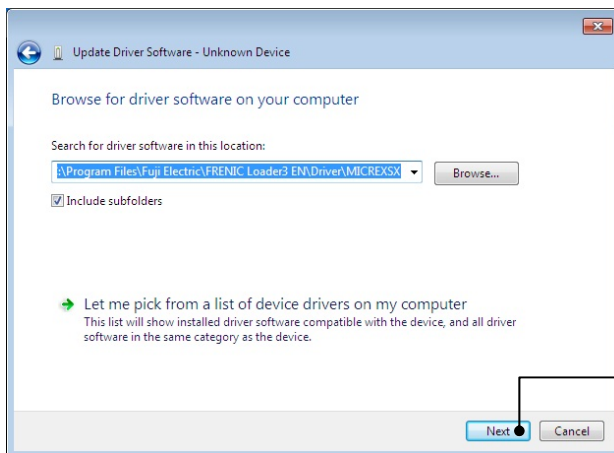 Update Driver Software - Unknown Device
Browse for driver software on your computer
Search for driver software in this location:
:\Program Files\Fuji Electric\FRENIC Loader3 EN\Driver\MICREXSX
Browse...
Include subfolders
Let me pick from a list of device drivers on my computer
This list will show installed driver software compatible with the device, and all driver
software in the same category as the device.
Next
Cancel